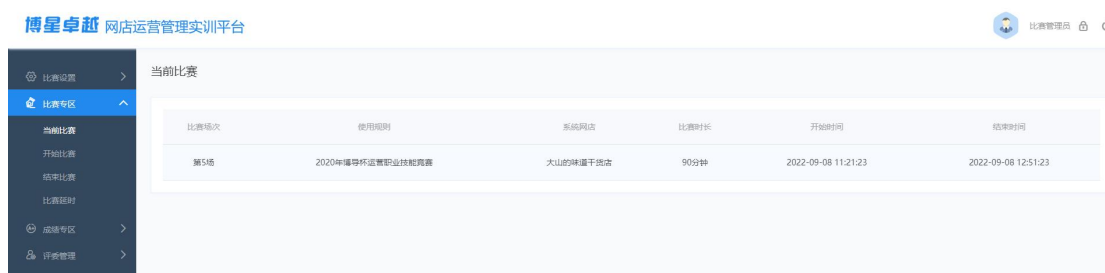 博星卓越 网店运营管理实训平台
比赛管理员
比赛设置
当前比赛
比赛专区
当前比赛
开始比赛
结束比赛
比赛延时
成绩专区
评委管理
比赛场次 使用规则 系统网店 比赛时长 开始时间 结束时间
第5场 2020年博导杯运营职业技能竞赛 大山的味道干货店 90分钟 2022-09-08 11:21:23 2022-09-08 12:51:23